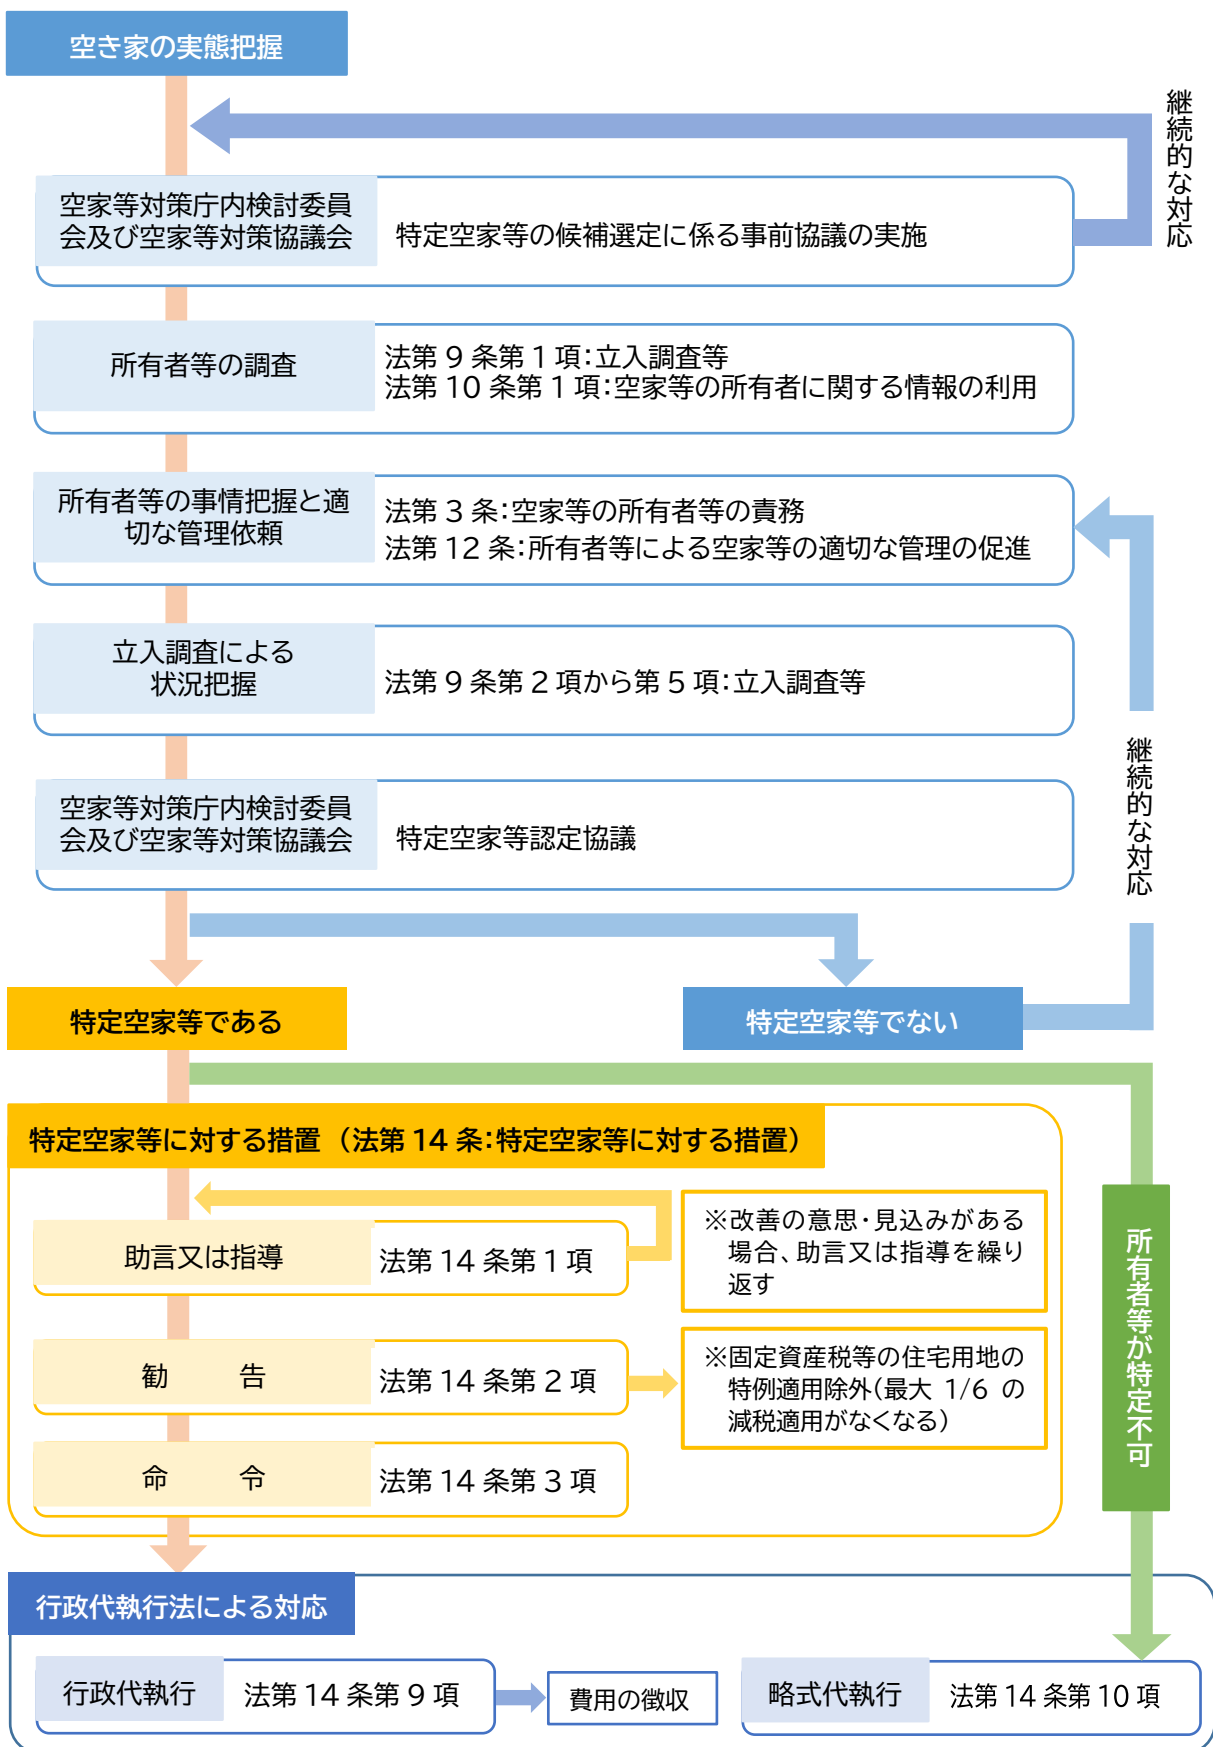 空き家の実態把握
継続的な対応
空家等対策庁内検討委員
会及び空家等対策協議会
特定空家等の候補選定に係る事前協議の実施
所有者等の調査
法第9条第1項：立入調査等
法第10条第1項：空家等の所有者に関する情報の利用
所有者等の事情把握と適
切な管理依頼
法第3条：空家等の所有者等の責務
法第12条：所有者等による空家等の適切な管理の促進
立入調査による
状況把握
法第9条第2項から第5項：立入調査等
継続的な対応
空家等対策庁内検討委員
会及び空家等対策協議会
特定空家等認定協議
特定空家等である
特定空家等でない
特定空家等に対する措置（法第14条：特定空家等に対する措置）
助言又は指導
法第14条第1項
※改善の意思・見込みがある
場合、助言又は指導を繰り
返す
所有者等が特定不可
勧　告
法第14条第2項
※固定資産税等の住宅用地の
特例適用除外（最大 1/6 の
減税適用がなくなる）
命　令
法第14条第3項
行政代執行法による対応
行政代執行
法第14条第9項
費用の徴収
略式代執行
法第14条第10項